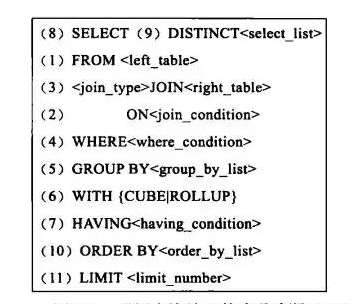 (8) SELECT (9) DISTINCT<select_list>
(1) FROM <left_table>
(3) <join_type>JOIN<right_table>
(2) ON<join_condition>
(4) WHERE<where_condition>
(5) GROUP BY<group_by_list>
(6) WITH {CUBE|ROLLUP}
(7) HAVING<having_condition>
(10) ORDER BY<order_by_list>
(11) LIMIT <limit_number>